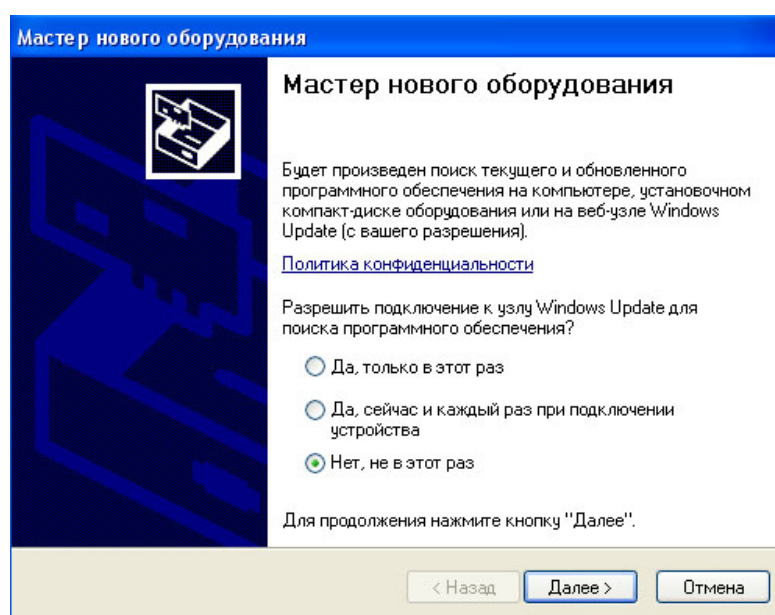 Мастер нового оборудования
Мастер нового оборудования
Будет произведен поиск текущего и обновленного
программного обеспечения на компьютере, установочном
компакт-диске оборудования или на веб-узле Windows
Update (с вашего разрешения).
Политика конфиденциальности
Разрешить подключение к узлу Windows Update для
поиска программного обеспечения?
Да, только в этот раз
Да, сейчас и каждый раз при подключении
устройства
Нет, не в этот раз
Для продолжения нажмите кнопку "Далее".
< Назад Далее > Отмена